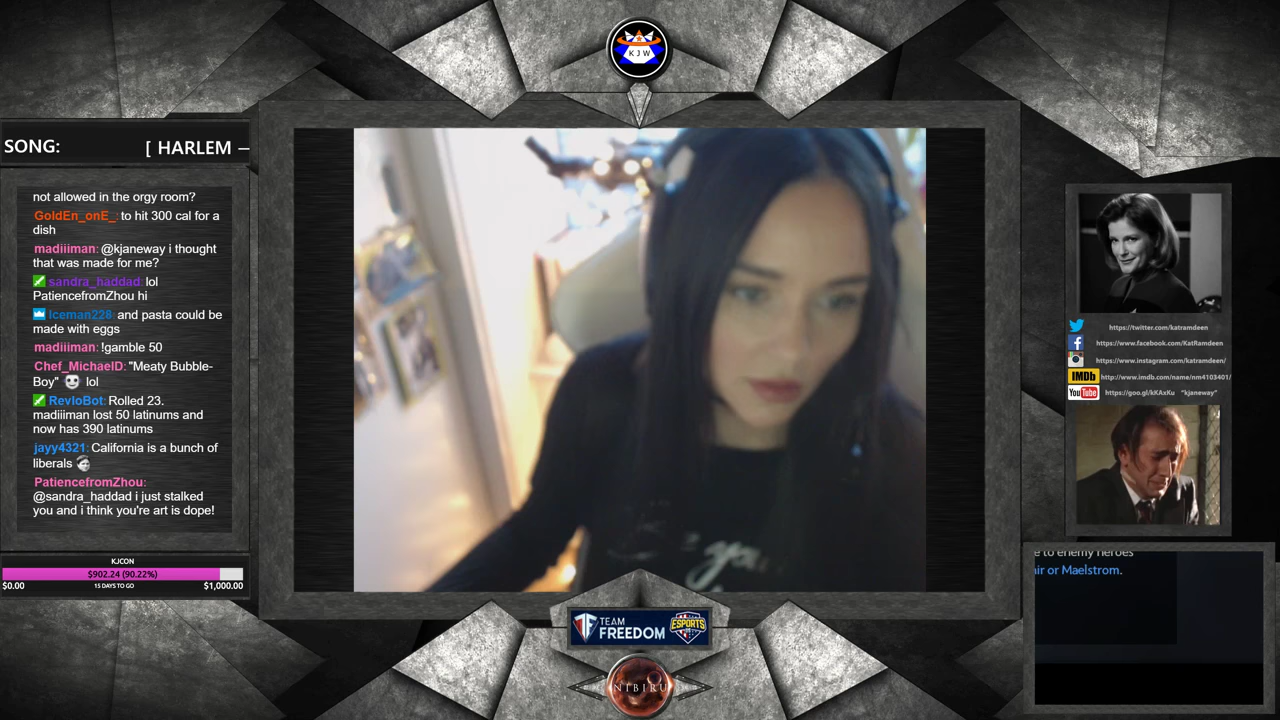 K J W
SONG:
[ HARLEM —
not allowed in the orgy room?
GoldEn_onE_: to hit 300 cal for a
dish
madiiiman: @kjaneway i thought
that was made for me?
sandra_haddad: lol
PatiencefromZhou hi
Iceman228: and pasta could be
made with eggs
madiiiman: !gamble 50
Chef_MichaelD: "Meaty Bubble-
Boy" lol
RevloBot: Rolled 23.
madiiiman lost 50 latinums and
now has 390 latinums
jayy4321: California is a bunch of
liberals
PatiencefromZhou:
@sandra_haddad i just stalked
you and i think you're art is dope!
KJCON
$902.24 (90.22%)
$0.00 15 DAYS TO GO $1,000.00
you
https://twitter.com/katramdeen
https://www.facebook.com/KatRamdeen
https://www.instagram.com/katramdeen/
IMDb http://www.imdb.com/name/nm4103401/
YouTube https://goo.gl/kKAxKu "kjaneway"
e to enemy heroes
ir or Maelstrom.
TEAM
FREEDOM
ESPORTS
NIBIRU